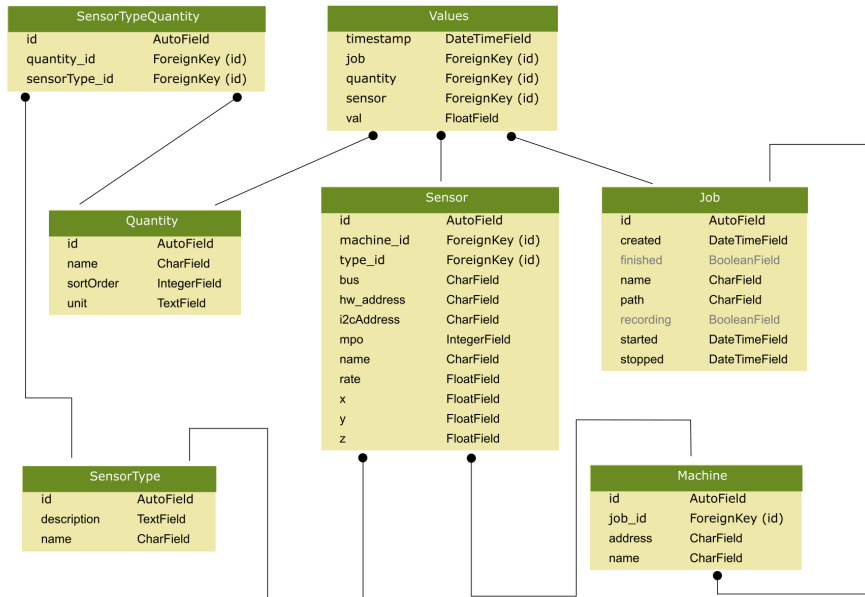 SensorTypeQuantity
id AutoField
quantity_id ForeignKey (id)
sensorType_id ForeignKey (id)
Values
timestamp DateTimeField
job ForeignKey (id)
quantity ForeignKey (id)
sensor ForeignKey (id)
val FloatField
Quantity
id AutoField
name CharField
sortOrder IntegerField
unit TextField
Sensor
id AutoField
machine_id ForeignKey (id)
type_id ForeignKey (id)
bus CharField
hw_address CharField
i2cAddress CharField
mpo IntegerField
name CharField
rate FloatField
x FloatField
y FloatField
z FloatField
Job
id AutoField
created DateTimeField
finished BooleanField
name CharField
path CharField
recording BooleanField
started DateTimeField
stopped DateTimeField
SensorType
id AutoField
description TextField
name CharField
Machine
id AutoField
job_id ForeignKey (id)
address CharField
name CharField